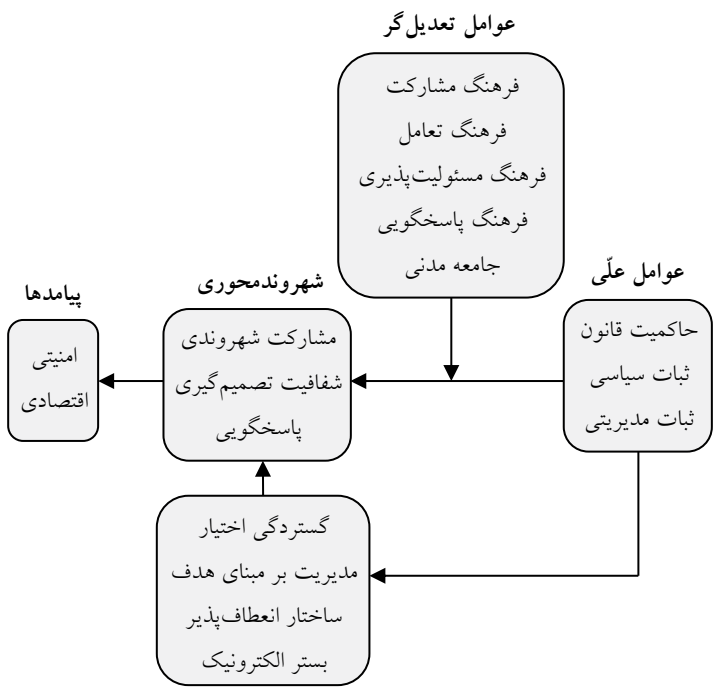 عوامل تعدیل‌گر
فرهنگ مشارکت
فرهنگ تعامل
فرهنگ مسئولیت‌پذیری
فرهنگ پاسخگویی
جامعه مدنی
عوامل علّی
حاکمیت قانون
ثبات سیاسی
ثبات مدیریتی
شهروندمحوری
مشارکت شهروندی
شفافیت تصمیم‌گیری
پاسخگویی
پیامدها
امنیتی
اقتصادی
گستردگی اختیار
مدیریت بر مبنای هدف
ساختار انعطاف‌پذیر
بستر الکترونیک